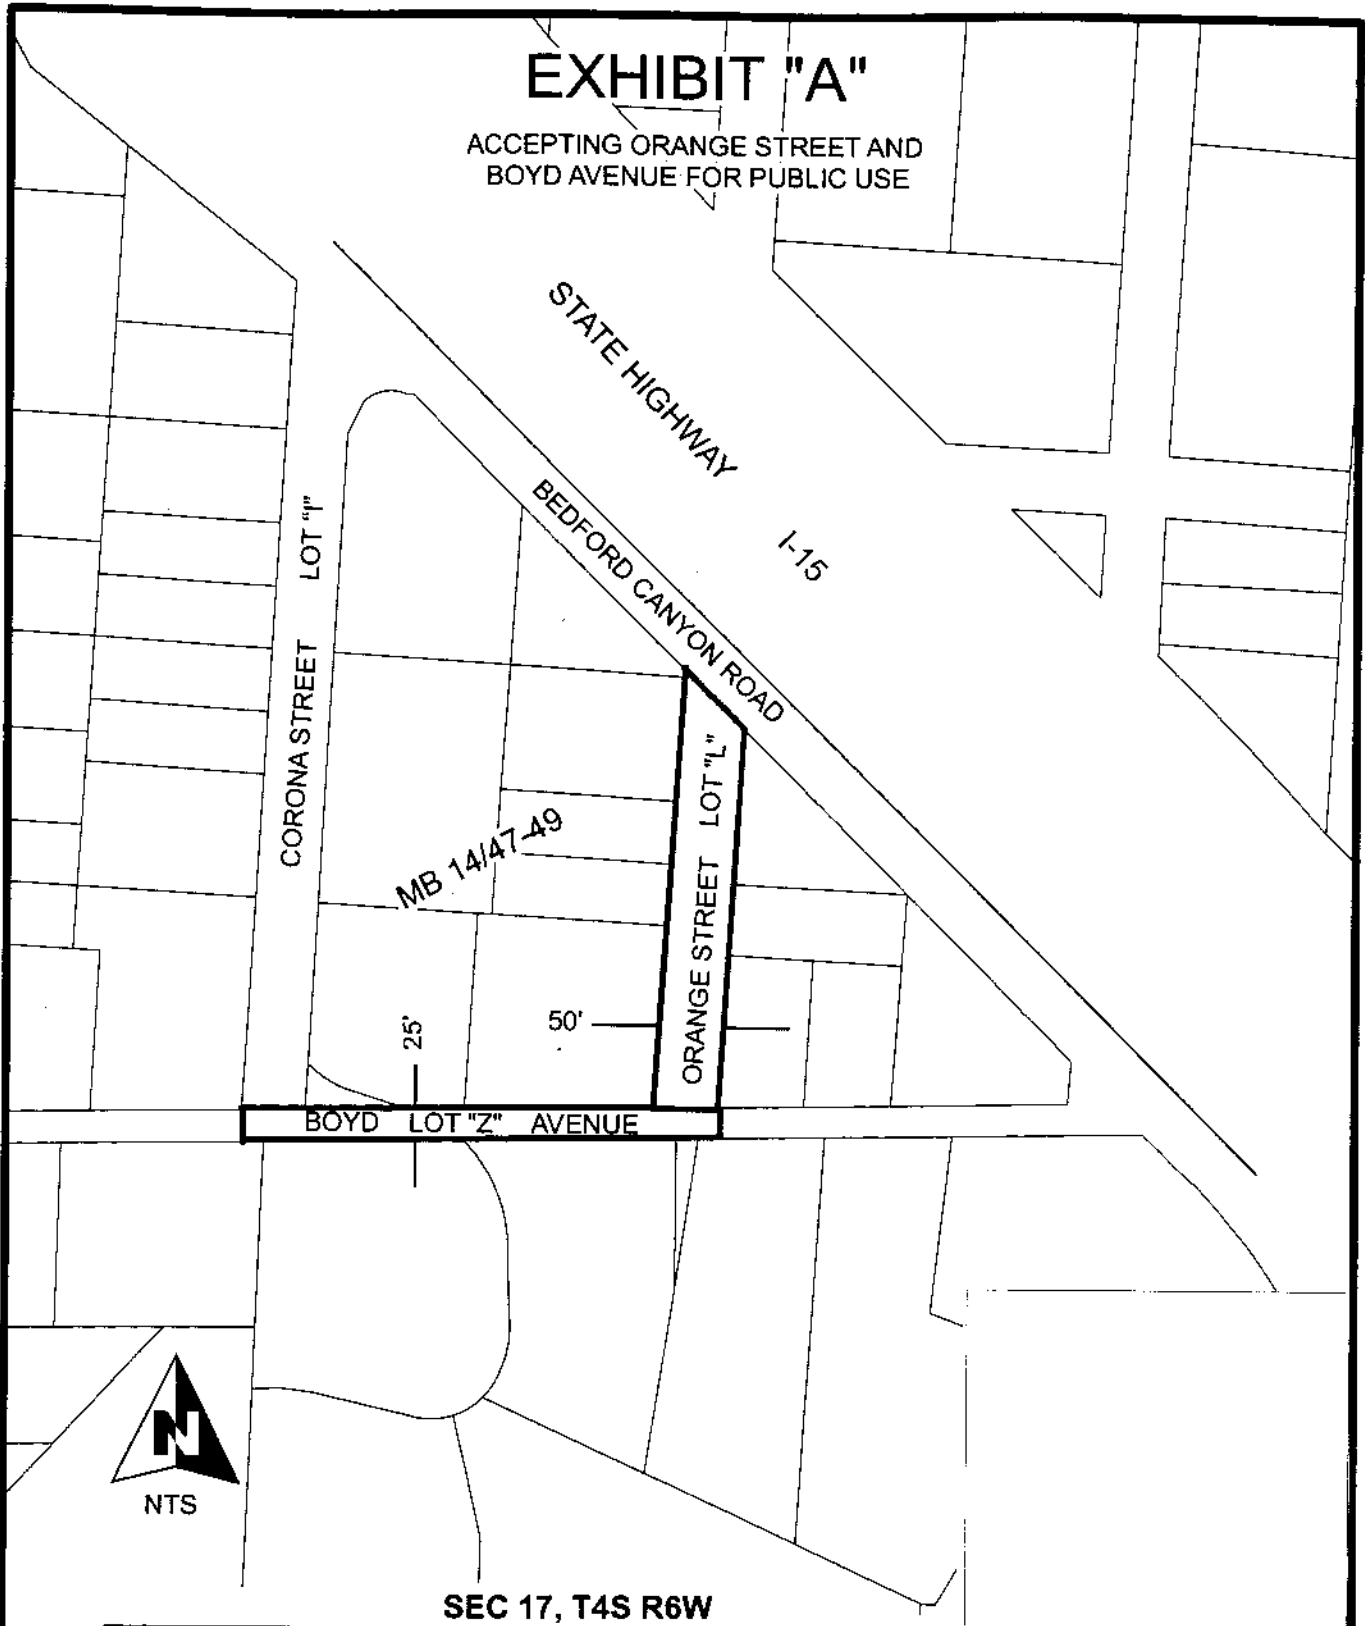 EXHIBIT "A"
ACCEPTING ORANGE STREET AND
BOYD AVENUE FOR PUBLIC USE
STATE HIGHWAY
I-15
BEDFORD CANYON ROAD
CORONA STREET LOT "I"
MB 14/47-49
ORANGE STREET LOT "L"
25'
50'
BOYD LOT "Z" AVENUE
N
NTS
SEC 17, T4S R6W